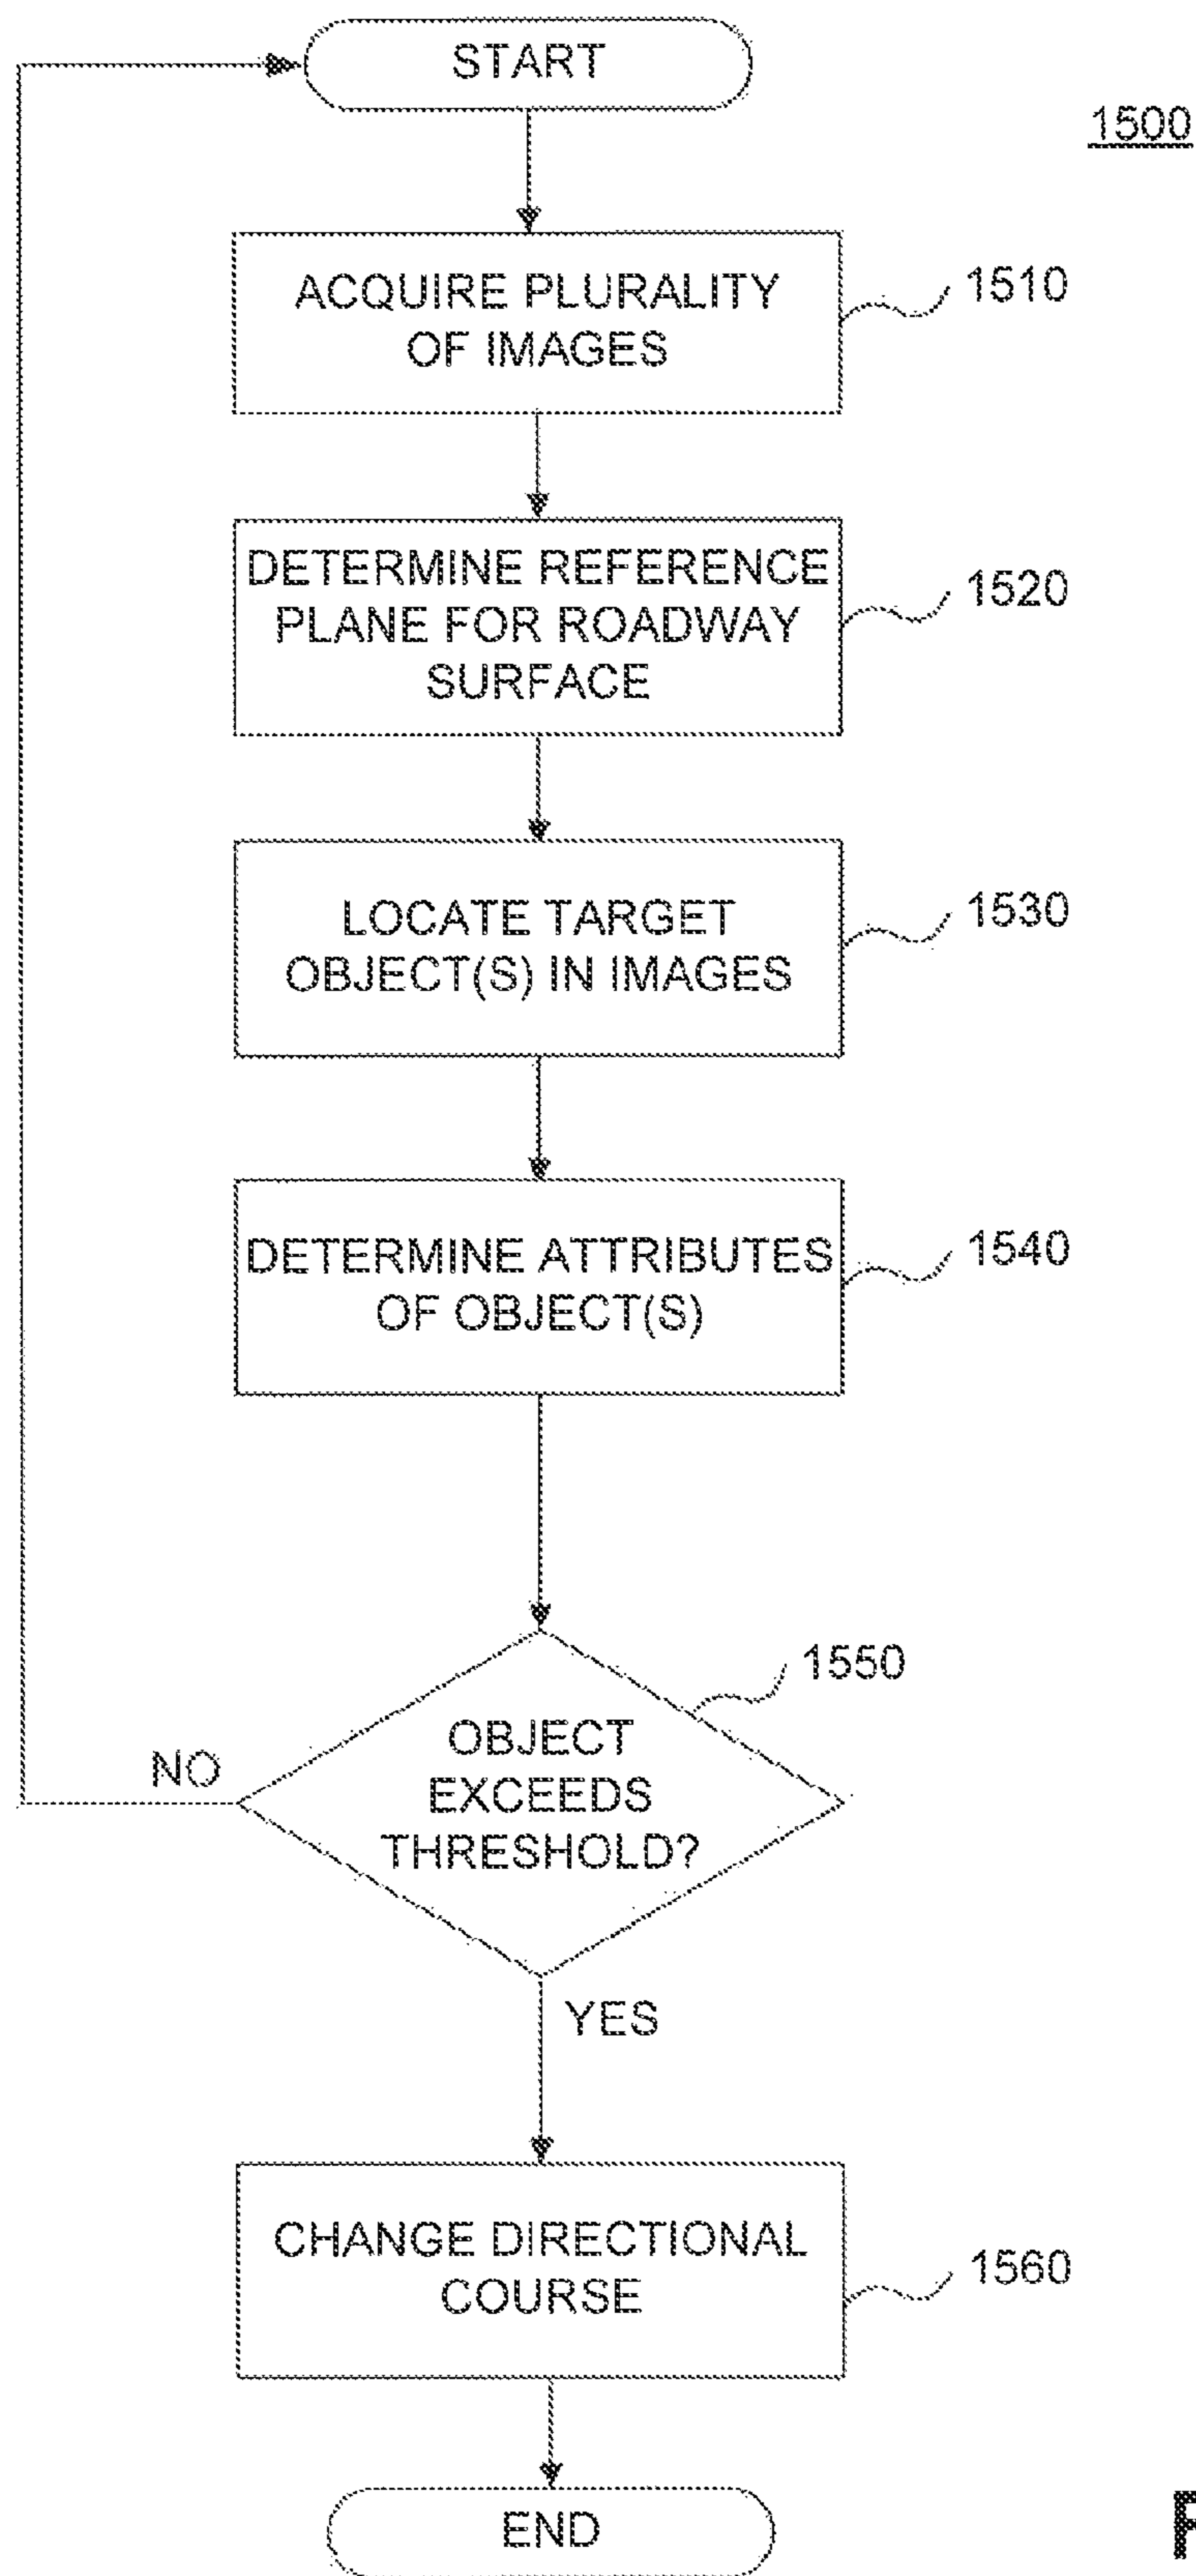 START
1500
ACQUIRE PLURALITY
OF IMAGES
1510
DETERMINE REFERENCE
PLANE FOR ROADWAY
SURFACE
1520
LOCATE TARGET
OBJECT(S) IN IMAGES
1530
DETERMINE ATTRIBUTES
OF OBJECT(S)
1540
1550
OBJECT
EXCEEDS
THRESHOLD?
NO
YES
CHANGE DIRECTIONAL
COURSE
1560
END